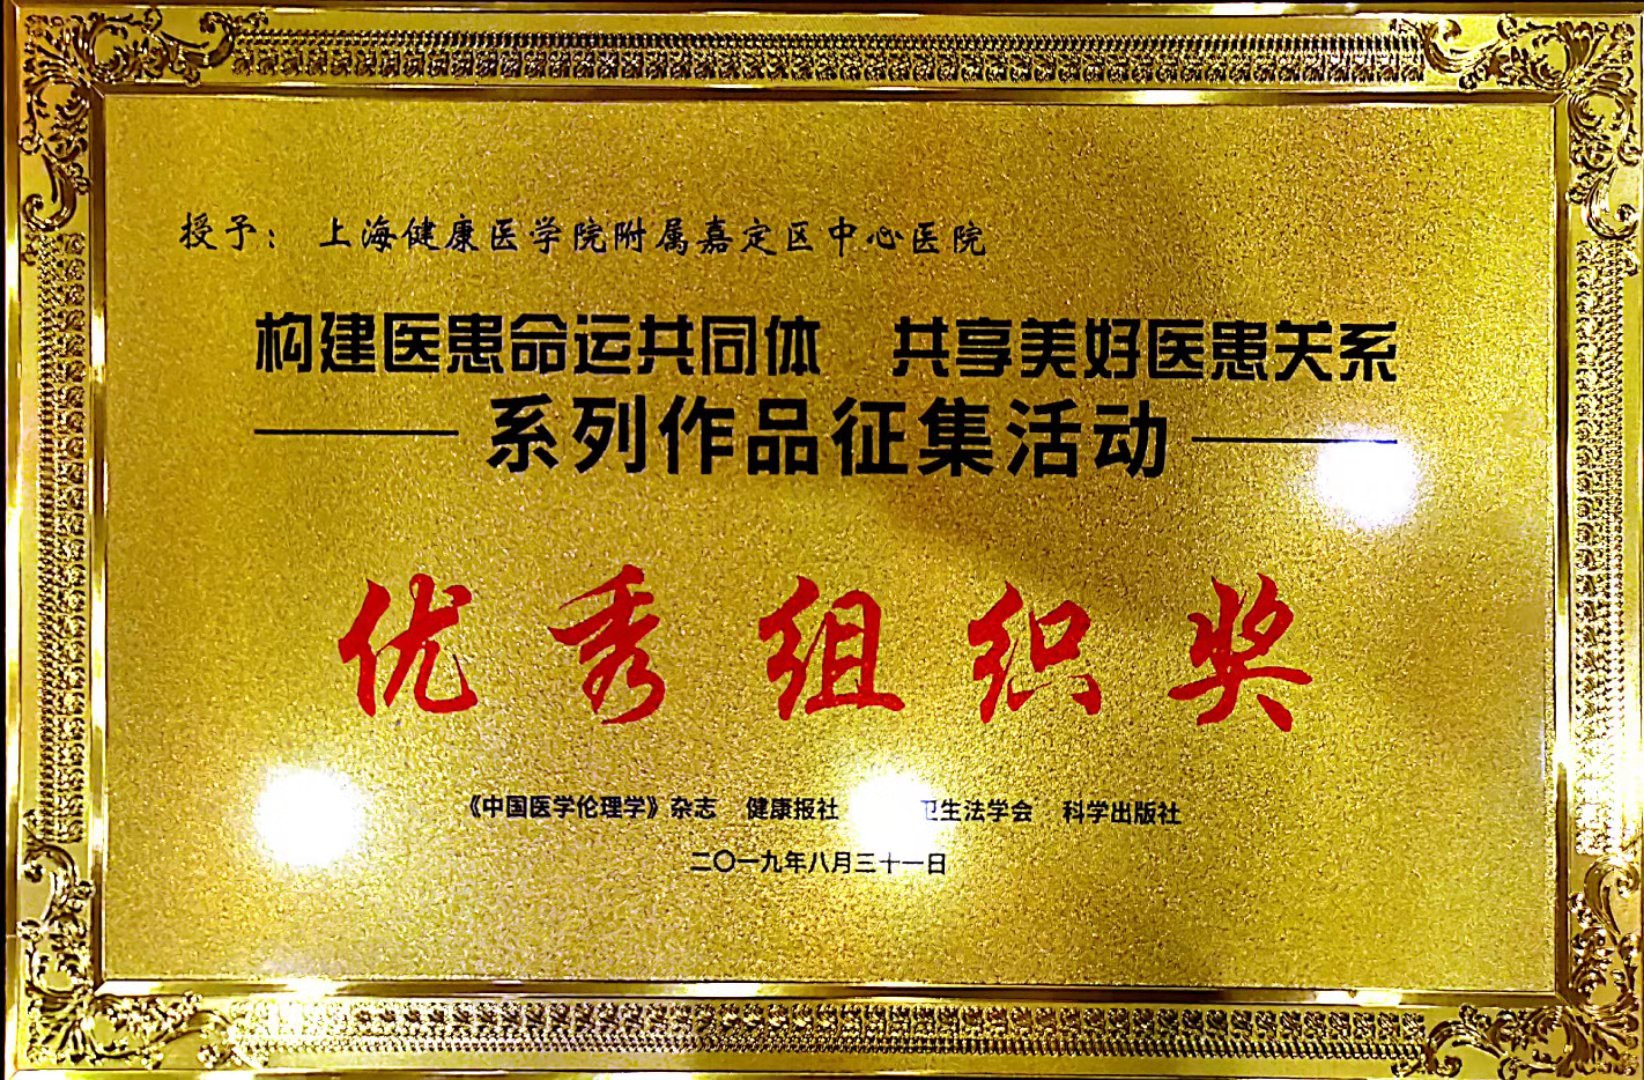 授予： 上海健康医学院附属嘉定区中心医院
构建医患命运共同体 共享美好医患关系
系列作品征集活动
优秀组织奖
《中国医学伦理学》杂志 健康报社 卫生法学会 科学出版社
二〇一九年八月三十一日